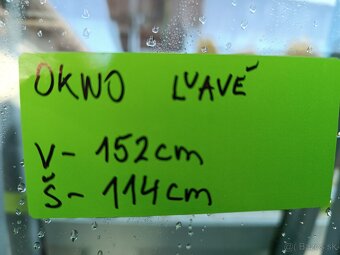 OKNO ĽAVÉ
V - 152cm
Š - 114cm